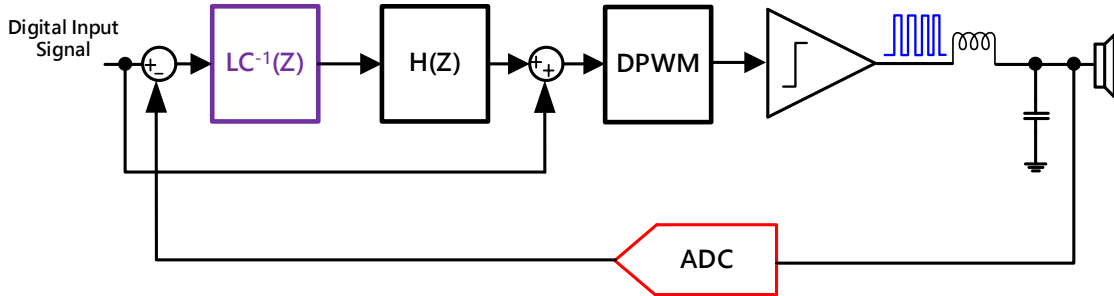 Digital Input
Signal
+
−
LC⁻¹(Z)
H(Z)
+
+
DPWM
ADC